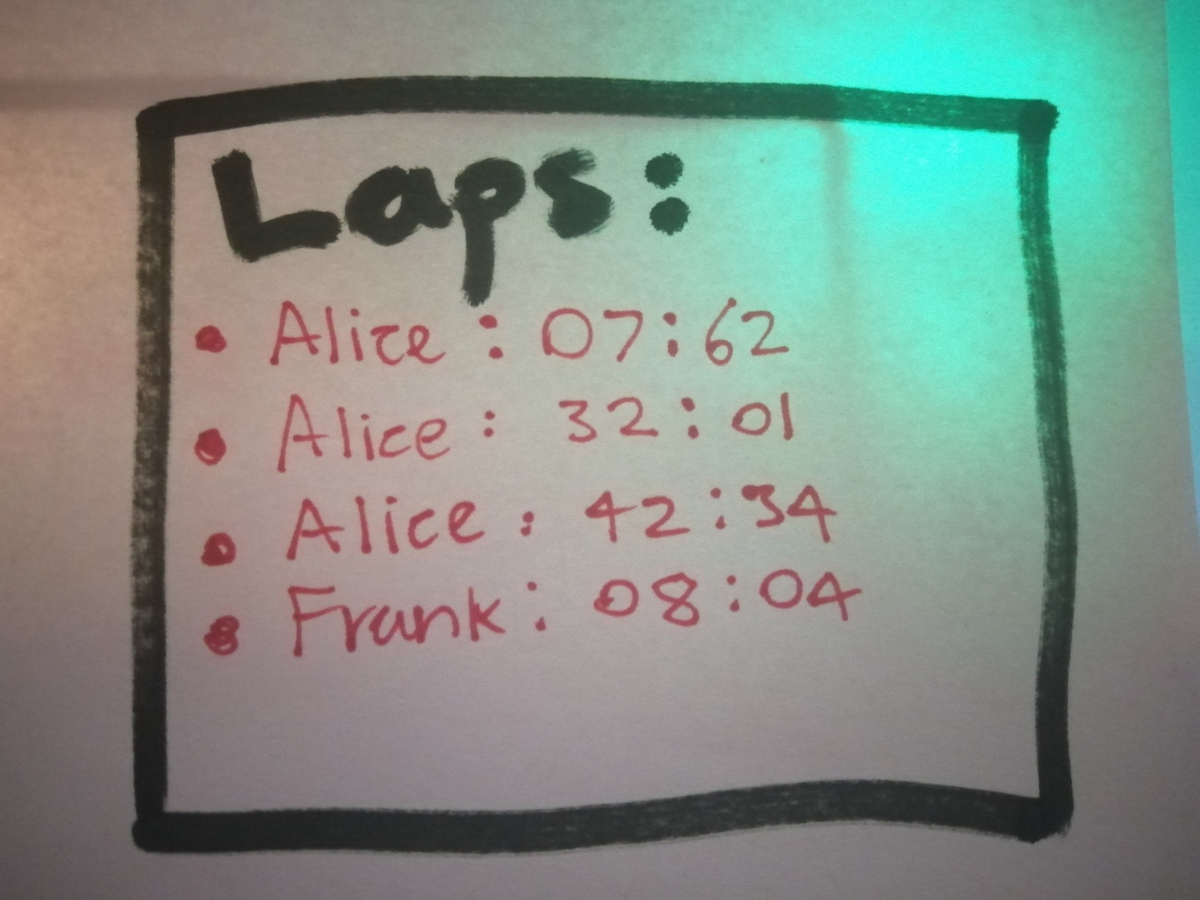 Laps:
• Alice : 07:62
• Alice : 32:01
• Alice : 42:34
• Frank : 08:04